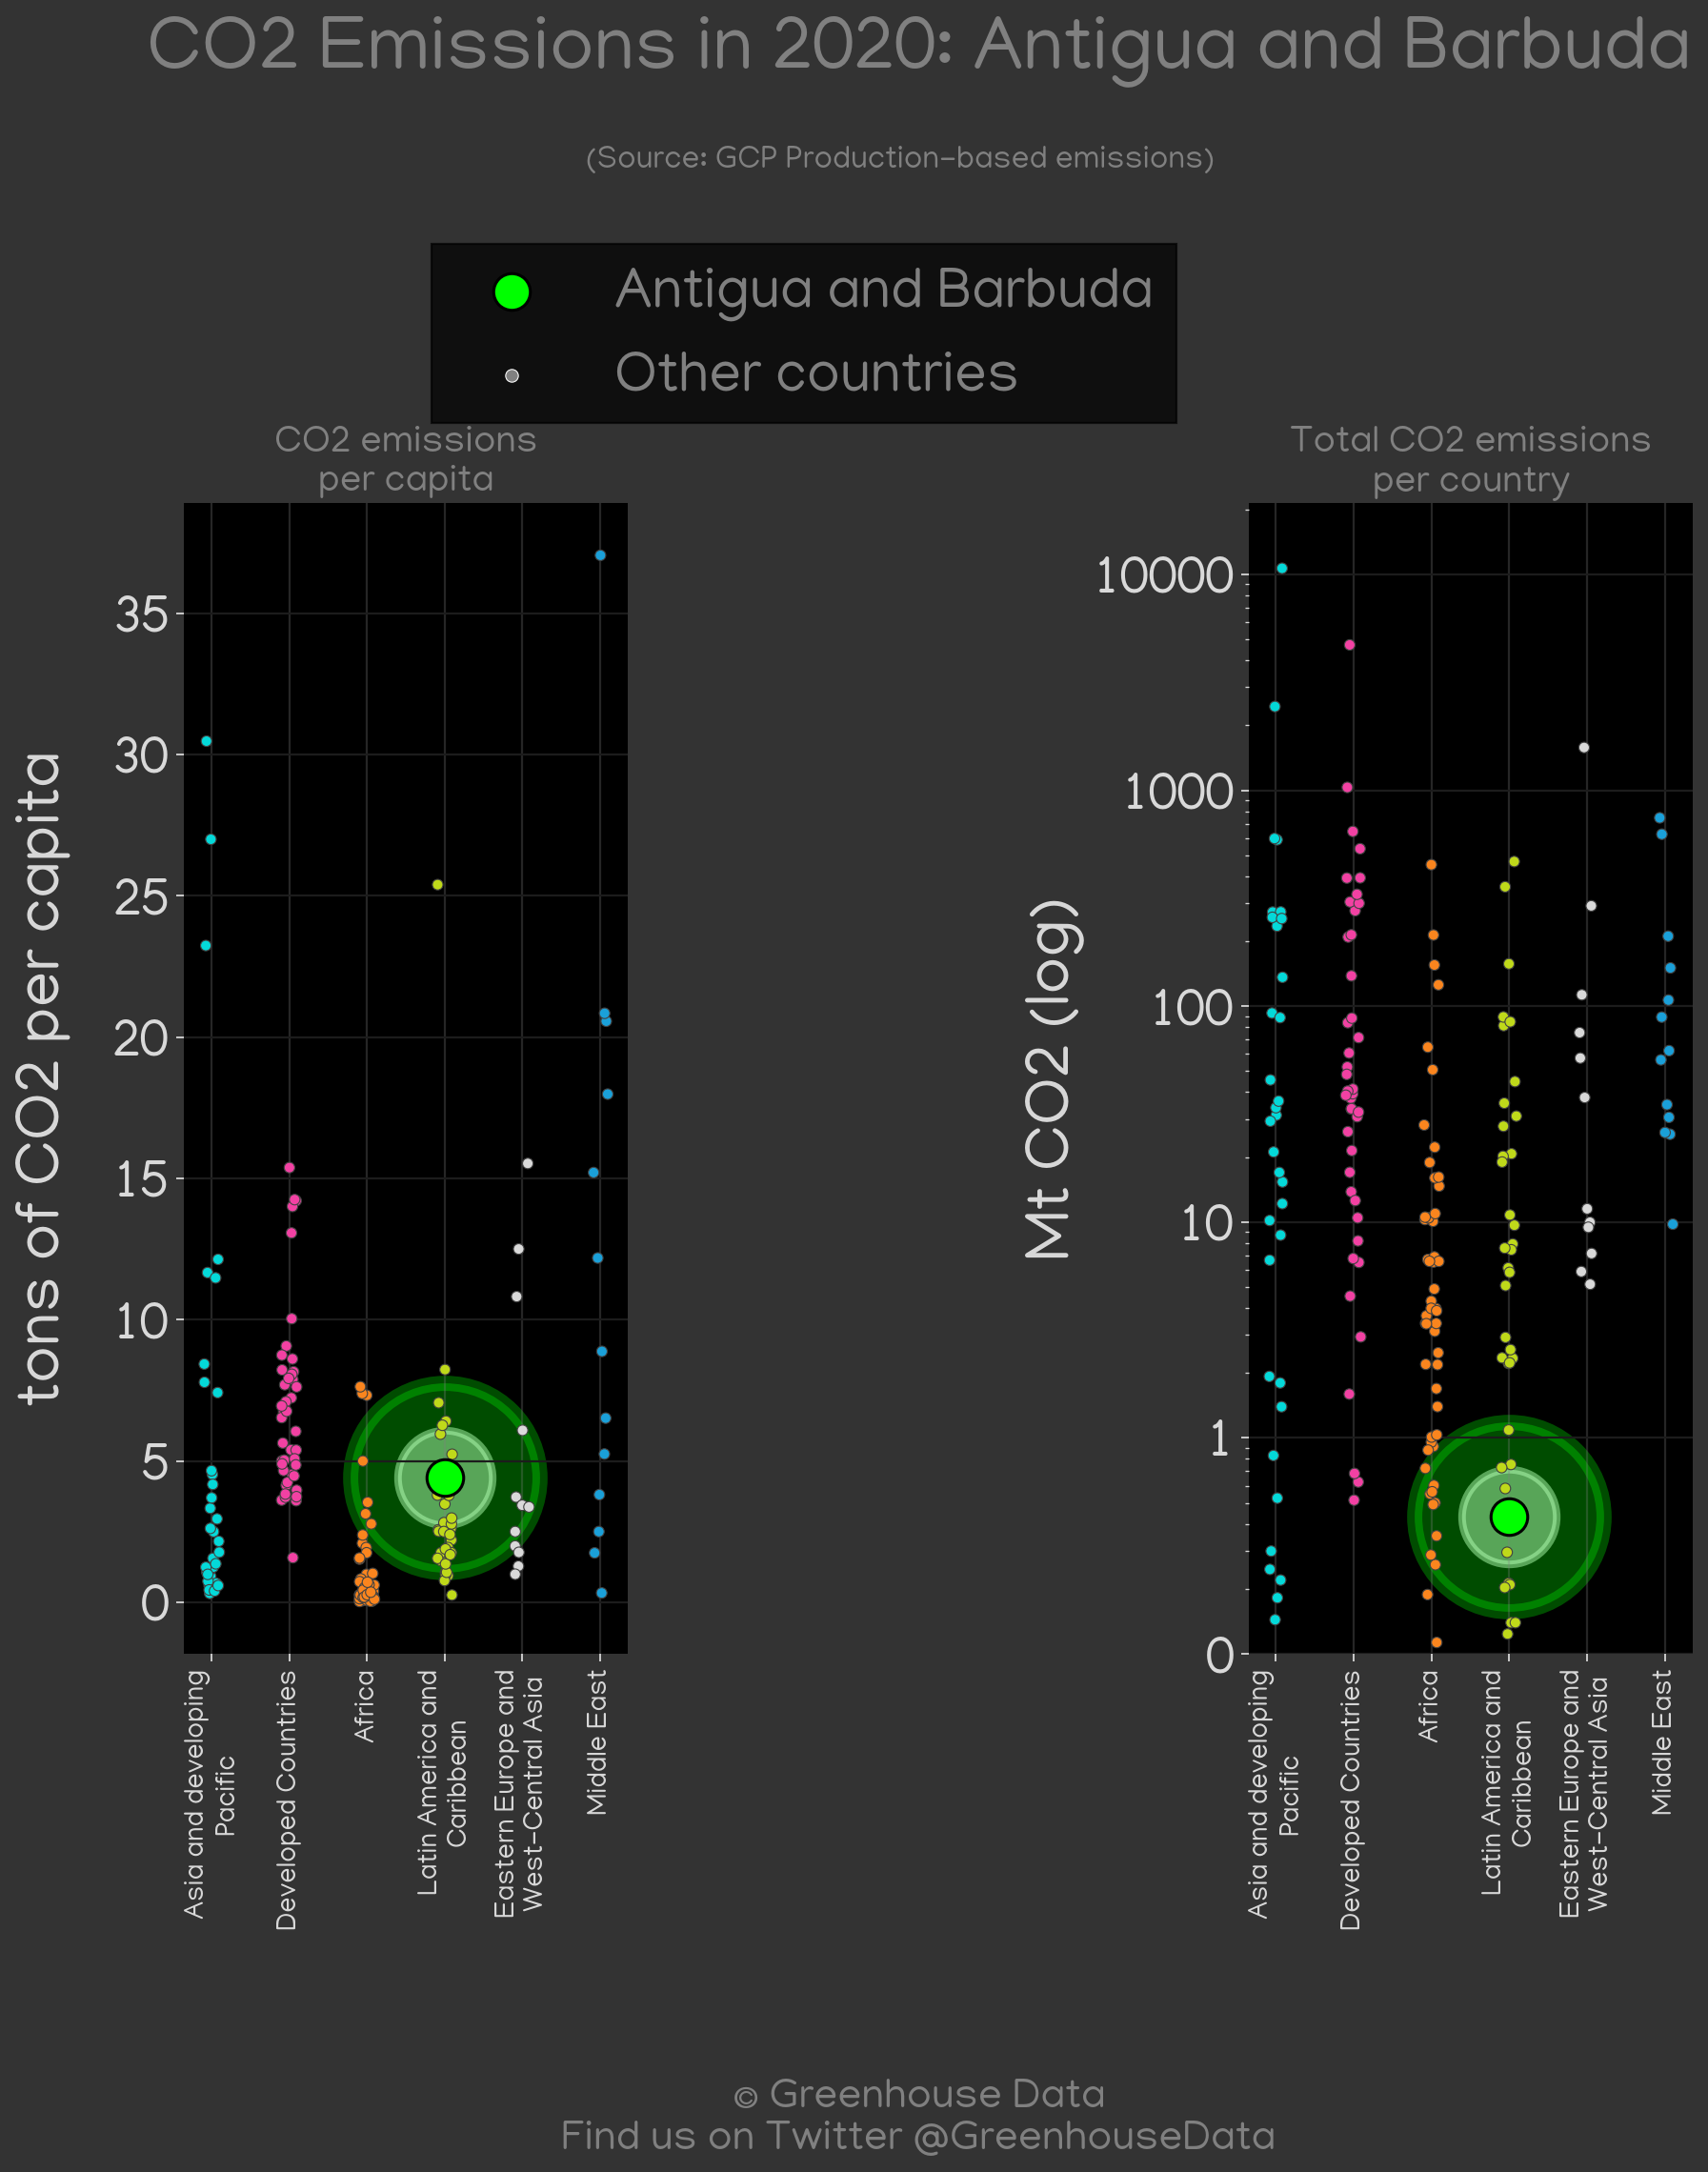 CO2 Emissions in 2020: Antigua and Barbuda
(Source: GCP Production-based emissions)
Antigua and Barbuda
Other countries
CO2 emissions
per capita
tons of CO2 per capita
35
30
25
20
15
10
5
0
Asia and developing
Pacific
Developed Countries
Africa
Latin America and
Caribbean
Eastern Europe and
West-Central Asia
Middle East
Total CO2 emissions
per country
Mt CO2 (log)
10000
1000
100
10
1
0
Asia and developing
Pacific
Developed Countries
Africa
Latin America and
Caribbean
Eastern Europe and
West-Central Asia
Middle East
© Greenhouse Data
Find us on Twitter @GreenhouseData